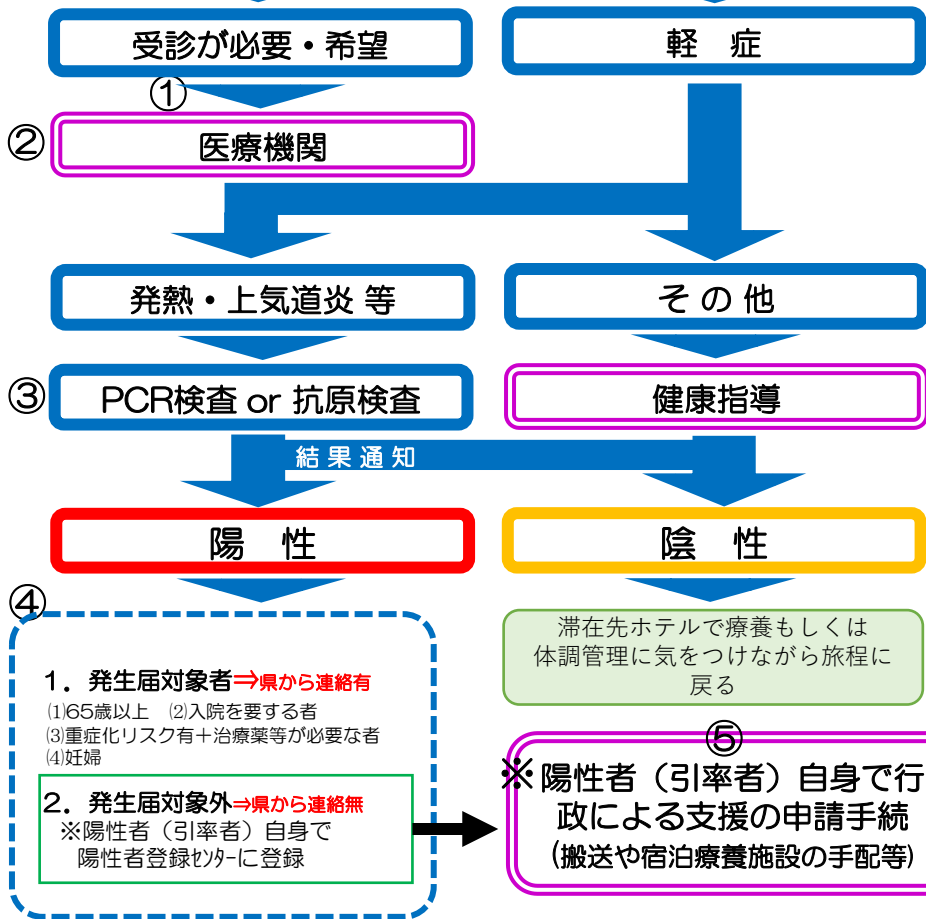 受診が必要・希望
軽 症
①
② 医療機関
発熱・上気道炎 等
その他
③ PCR検査 or 抗原検査
健康指導
結果通知
陽 性
陰 性
④
滞在先ホテルで療養もしくは
体調管理に気をつけながら旅程に
戻る
1．発生届対象者⇒県から連絡有
⑴65歳以上 ⑵入院を要する者
⑶重症化リスク有＋治療薬等が必要な者
⑷妊婦
2．発生届対象外⇒県から連絡無
※陽性者（引率者）自身で
陽性者登録ｾﾝﾀｰに登録
⑤
※陽性者（引率者）自身で行
政による支援の申請手続
(搬送や宿泊療養施設の手配等)